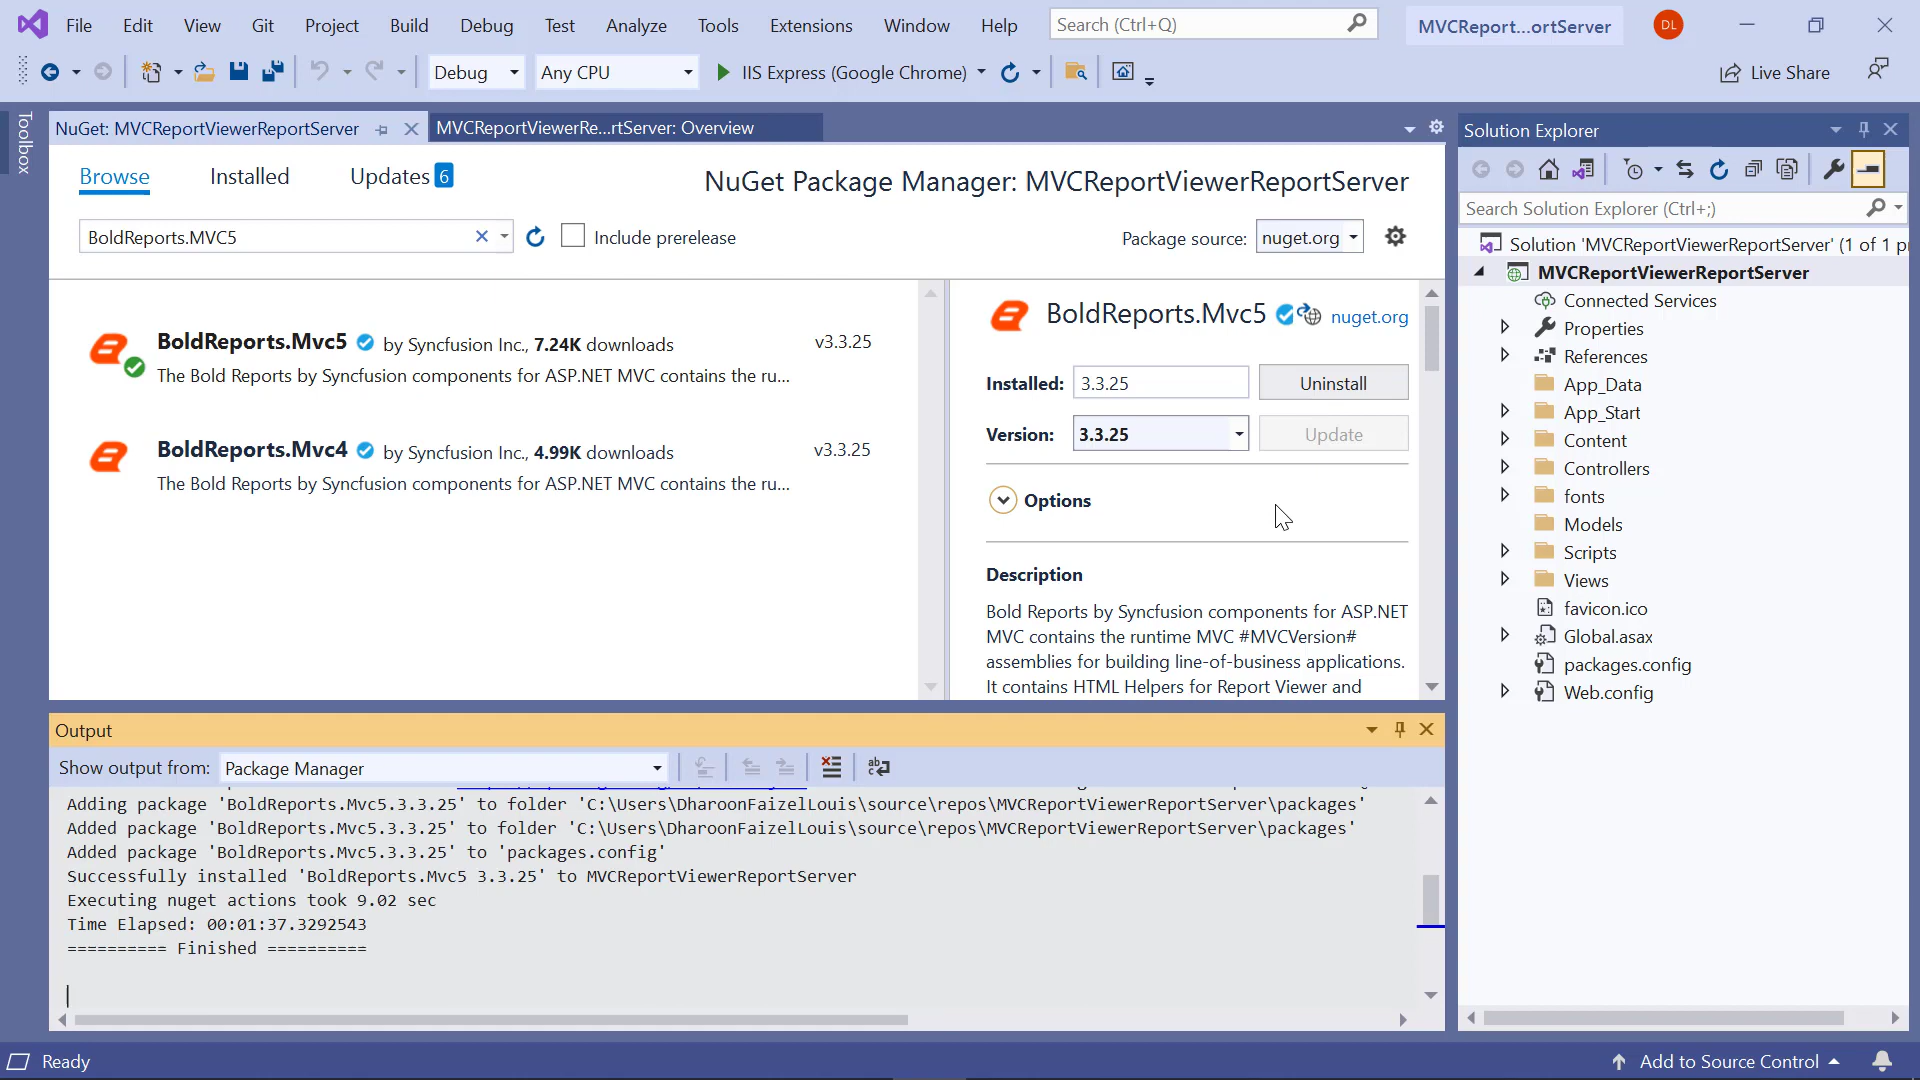 File Edit View Git Project Build Debug Test Analyze Tools Extensions Window Help Search (Ctrl+Q) MVCReport...ortServer DL
Debug Any CPU IIS Express (Google Chrome) Live Share
Toolbox
NuGet: MVCReportViewerReportServer MVCReportViewerRe...rtServer: Overview
Browse Installed Updates 6 NuGet Package Manager: MVCReportViewerReportServer
BoldReports.MVC5 Include prerelease Package source: nuget.org
BoldReports.Mvc5 by Syncfusion Inc., 7.24K downloads v3.3.25
The Bold Reports by Syncfusion components for ASP.NET MVC contains the ru...
BoldReports.Mvc4 by Syncfusion Inc., 4.99K downloads v3.3.25
The Bold Reports by Syncfusion components for ASP.NET MVC contains the ru...
BoldReports.Mvc5 nuget.org
Installed: 3.3.25 Uninstall
Version: 3.3.25 Update
Options
Description
Bold Reports by Syncfusion components for ASP.NET
MVC contains the runtime MVC #MVCVersion#
assemblies for building line-of-business applications.
It contains HTML Helpers for Report Viewer and
Output
Show output from: Package Manager
Adding package 'BoldReports.Mvc5.3.3.25' to folder 'C:\Users\DharoonFaizelLouis\source\repos\MVCReportViewerReportServer\packages'
Added package 'BoldReports.Mvc5.3.3.25' to folder 'C:\Users\DharoonFaizelLouis\source\repos\MVCReportViewerReportServer\packages'
Added package 'BoldReports.Mvc5.3.3.25' to 'packages.config'
Successfully installed 'BoldReports.Mvc5 3.3.25' to MVCReportViewerReportServer
Executing nuget actions took 9.02 sec
Time Elapsed: 00:01:37.3292543
========== Finished ==========
Solution Explorer
Search Solution Explorer (Ctrl+;)
Solution 'MVCReportViewerReportServer' (1 of 1 pr
MVCReportViewerReportServer
Connected Services
Properties
References
App_Data
App_Start
Content
Controllers
fonts
Models
Scripts
Views
favicon.ico
Global.asax
packages.config
Web.config
Ready Add to Source Control